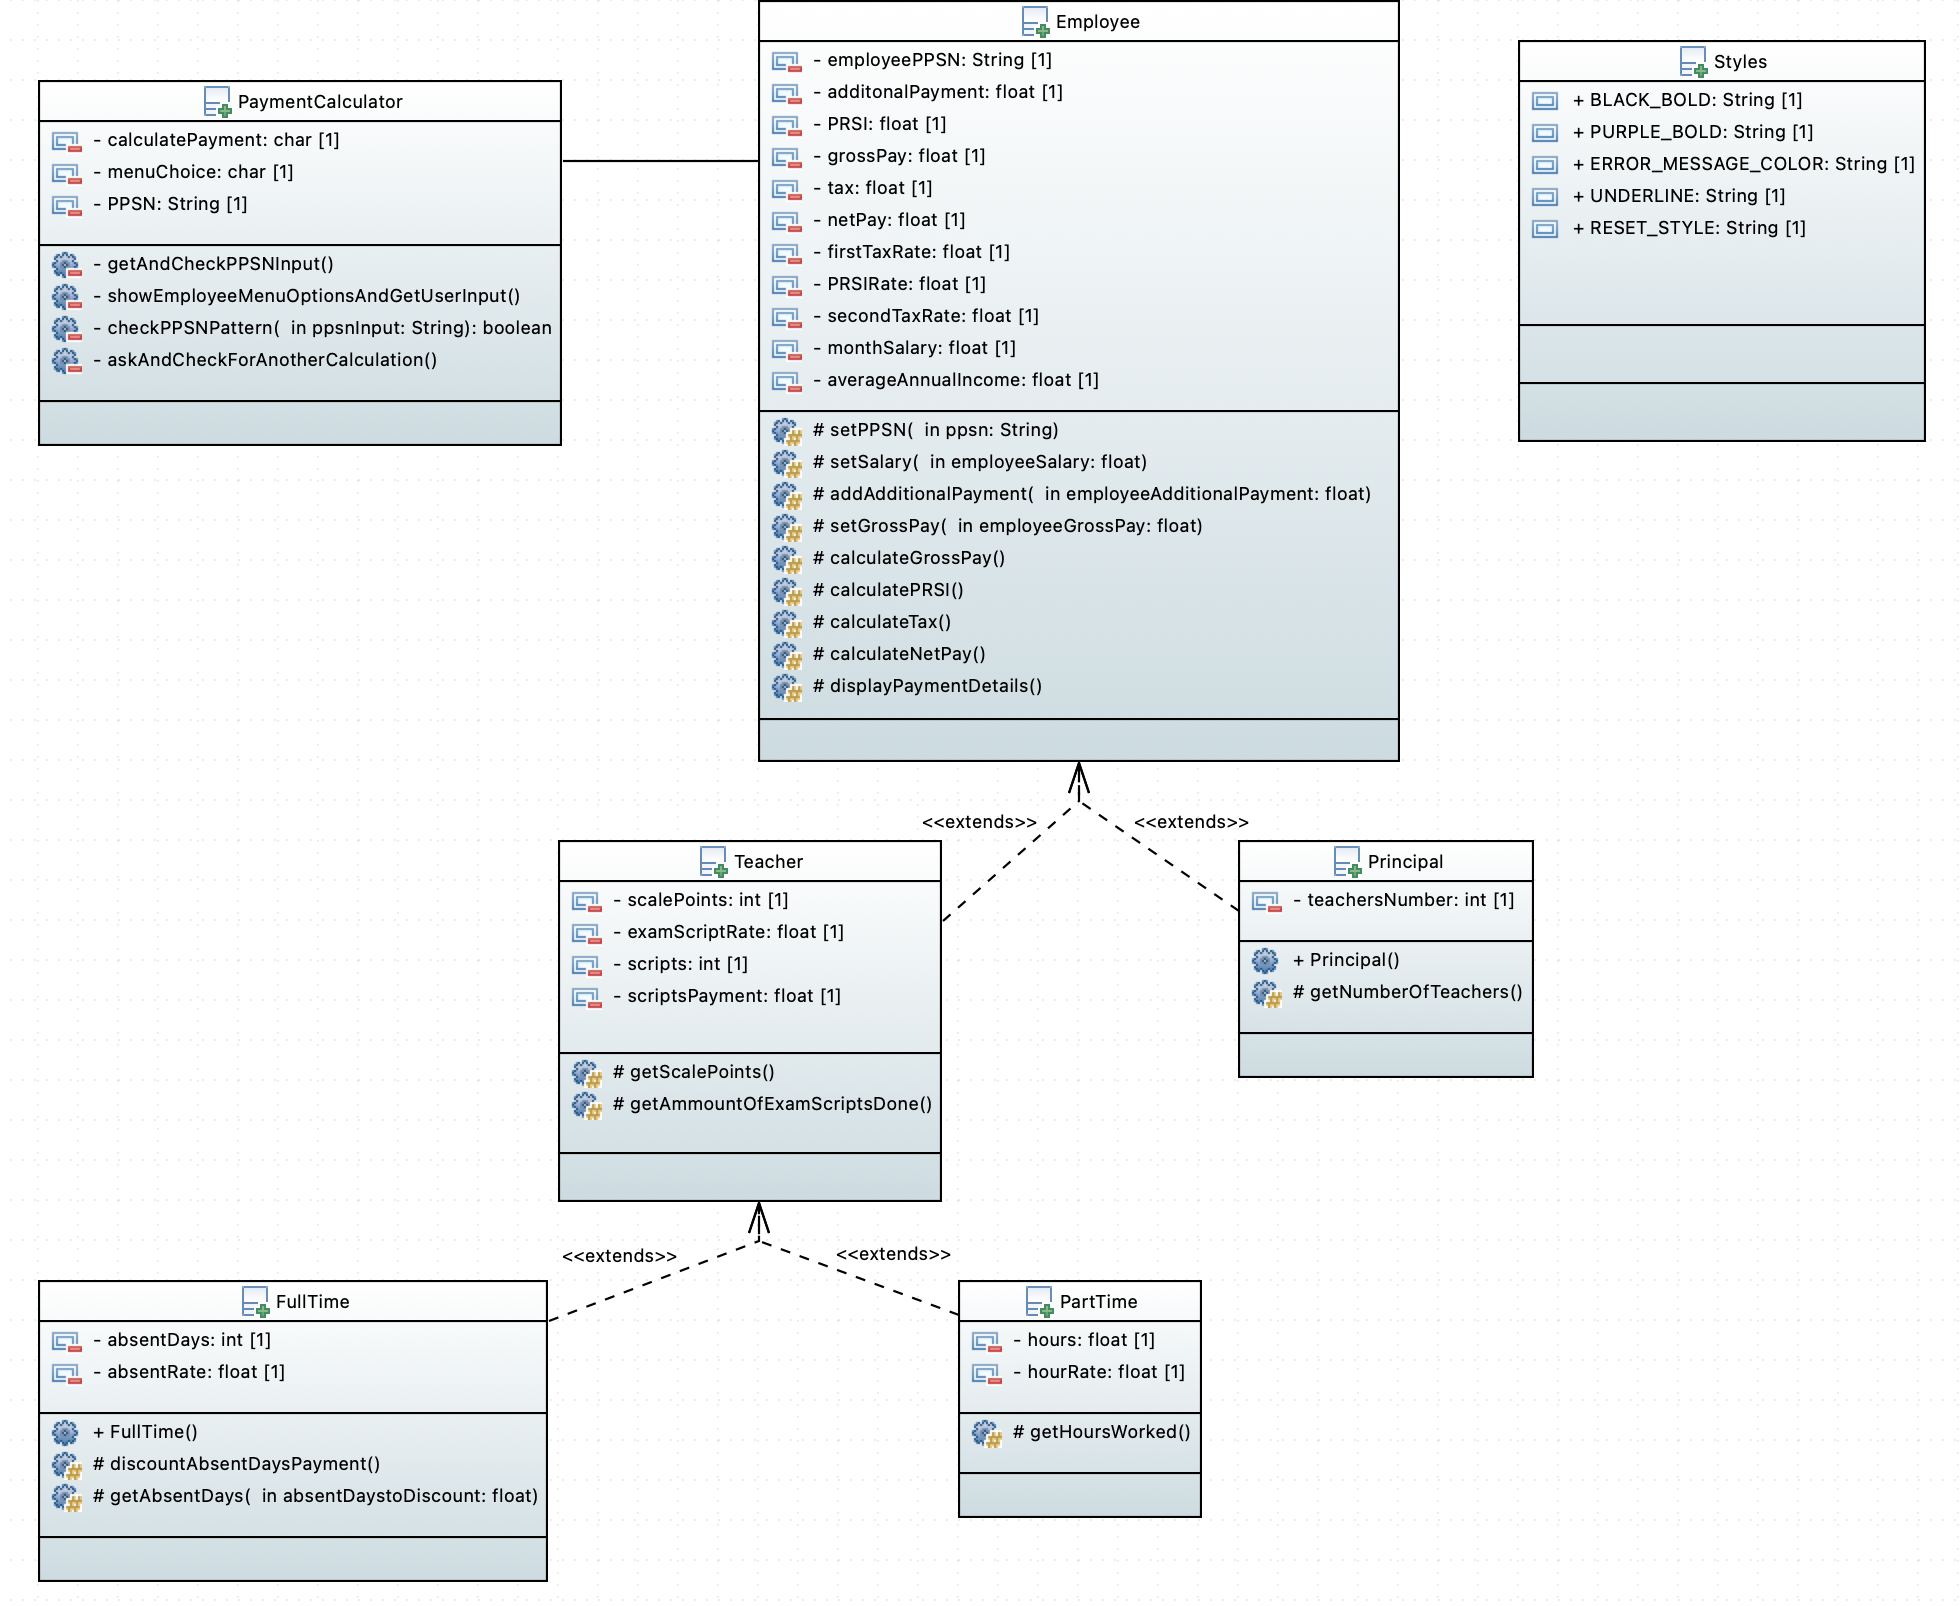 PaymentCalculator
- calculatePayment: char [1]
- menuChoice: char [1]
- PPSN: String [1]
- getAndCheckPPSNInput()
- showEmployeeMenuOptionsAndGetUserInput()
- checkPPSNPattern(  in ppsnInput: String): boolean
- askAndCheckForAnotherCalculation()
Employee
- employeePPSN: String [1]
- additonalPayment: float [1]
- PRSI: float [1]
- grossPay: float [1]
- tax: float [1]
- netPay: float [1]
- firstTaxRate: float [1]
- PRSIRate: float [1]
- secondTaxRate: float [1]
- monthSalary: float [1]
- averageAnnualIncome: float [1]
# setPPSN(  in ppsn: String)
# setSalary(  in employeeSalary: float)
# addAdditionalPayment(  in employeeAdditionalPayment: float)
# setGrossPay(  in employeeGrossPay: float)
# calculateGrossPay()
# calculatePRSI()
# calculateTax()
# calculateNetPay()
# displayPaymentDetails()
Styles
+ BLACK_BOLD: String [1]
+ PURPLE_BOLD: String [1]
+ ERROR_MESSAGE_COLOR: String [1]
+ UNDERLINE: String [1]
+ RESET_STYLE: String [1]
<<extends>>
<<extends>>
Teacher
- scalePoints: int [1]
- examScriptRate: float [1]
- scripts: int [1]
- scriptsPayment: float [1]
# getScalePoints()
# getAmmountOfExamScriptsDone()
Principal
- teachersNumber: int [1]
+ Principal()
# getNumberOfTeachers()
<<extends>>
<<extends>>
FullTime
- absentDays: int [1]
- absentRate: float [1]
+ FullTime()
# discountAbsentDaysPayment()
# getAbsentDays(  in absentDaystoDiscount: float)
PartTime
- hours: float [1]
- hourRate: float [1]
# getHoursWorked()